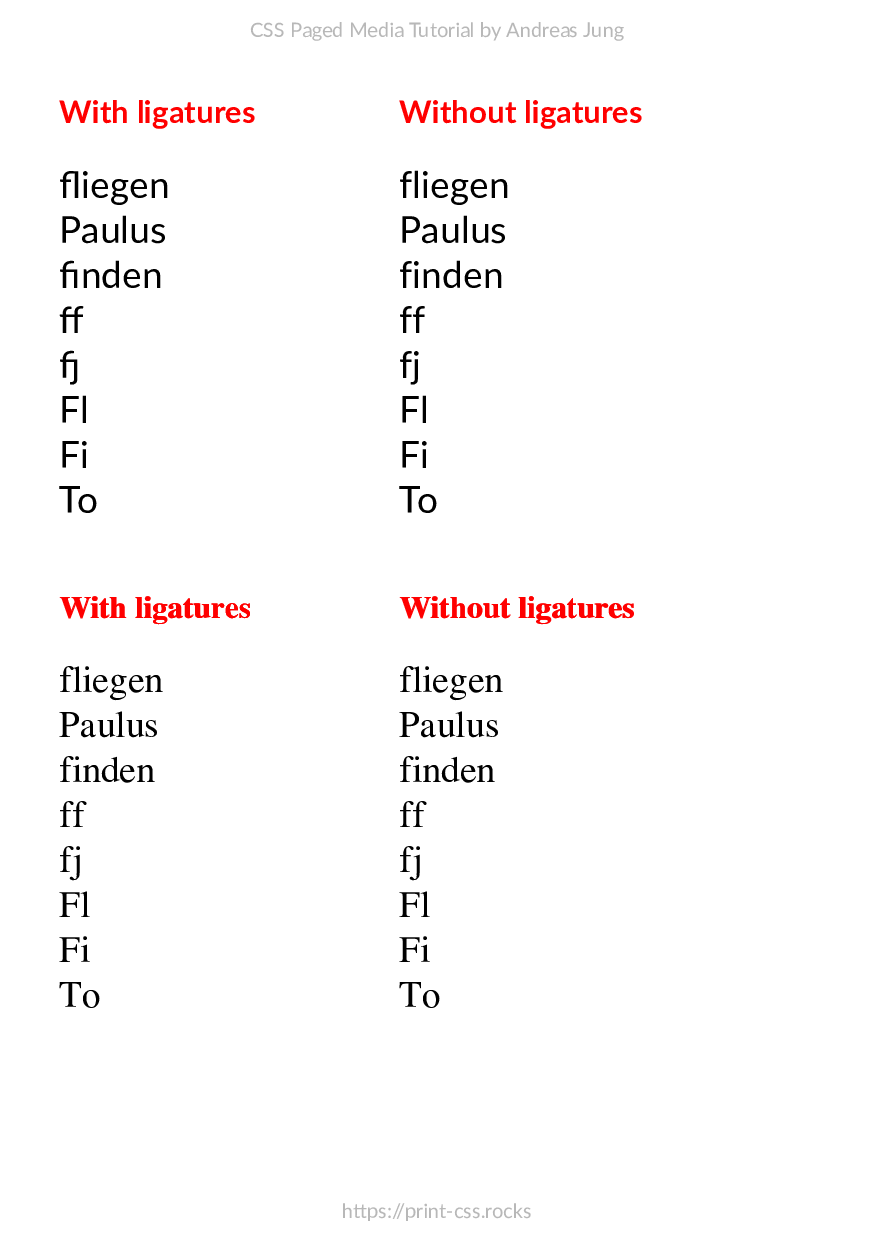 CSS Paged Media Tutorial by Andreas Jung
With ligatures
fliegen
Paulus
finden
ff
fj
Fl
Fi
To
Without ligatures
fliegen
Paulus
finden
ff
fj
Fl
Fi
To
With ligatures
fliegen
Paulus
finden
ff
fj
Fl
Fi
To
Without ligatures
fliegen
Paulus
finden
ff
fj
Fl
Fi
To
https://print-css.rocks